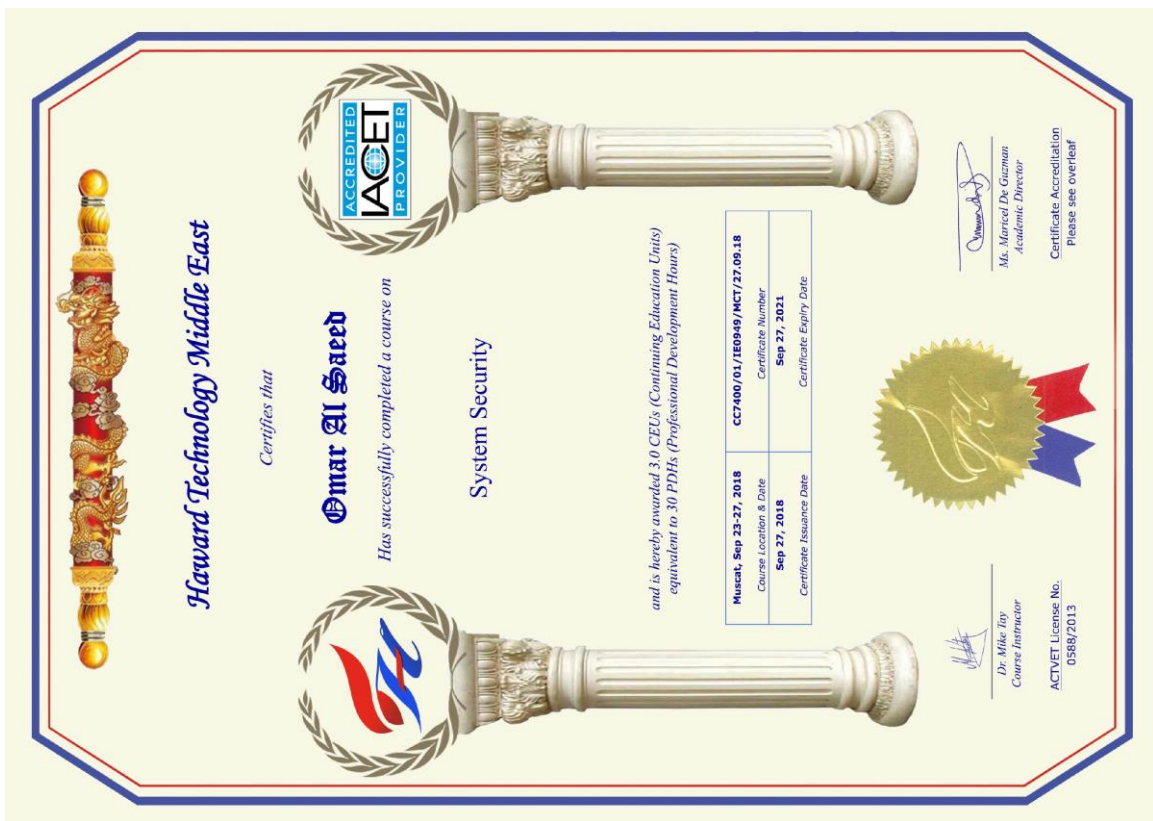 Haward Technology Middle East
Certifies that
ACCREDITED
IACET
PROVIDER
Omar Al Saeed
Has successfully completed a course on
System Security
and is hereby awarded 3.0 CEUs (Continuing Education Units)
equivalent to 30 PDHs (Professional Development Hours)
Muscat, Sep 23-27, 2018
Course Location & Date
CC7400/01/IE0949/MCT/27.09.18
Certificate Number
Sep 27, 2018
Certificate Issuance Date
Sep 27, 2021
Certificate Expiry Date
Dr. Mike Tay
Course Instructor
ACTVET License No.
0588/2013
Ms. Maricel De Guzman
Academic Director
Certificate Accreditation
Please see overleaf